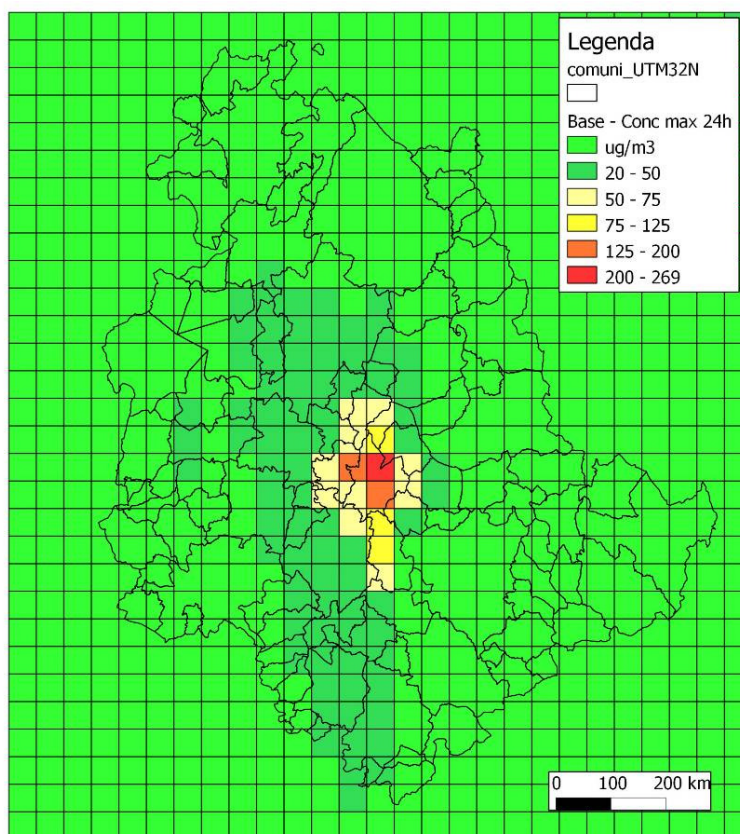 Legenda
comuni_UTM32N
Base - Conc max 24h
ug/m3
20 - 50
50 - 75
75 - 125
125 - 200
200 - 269
0 100 200 km